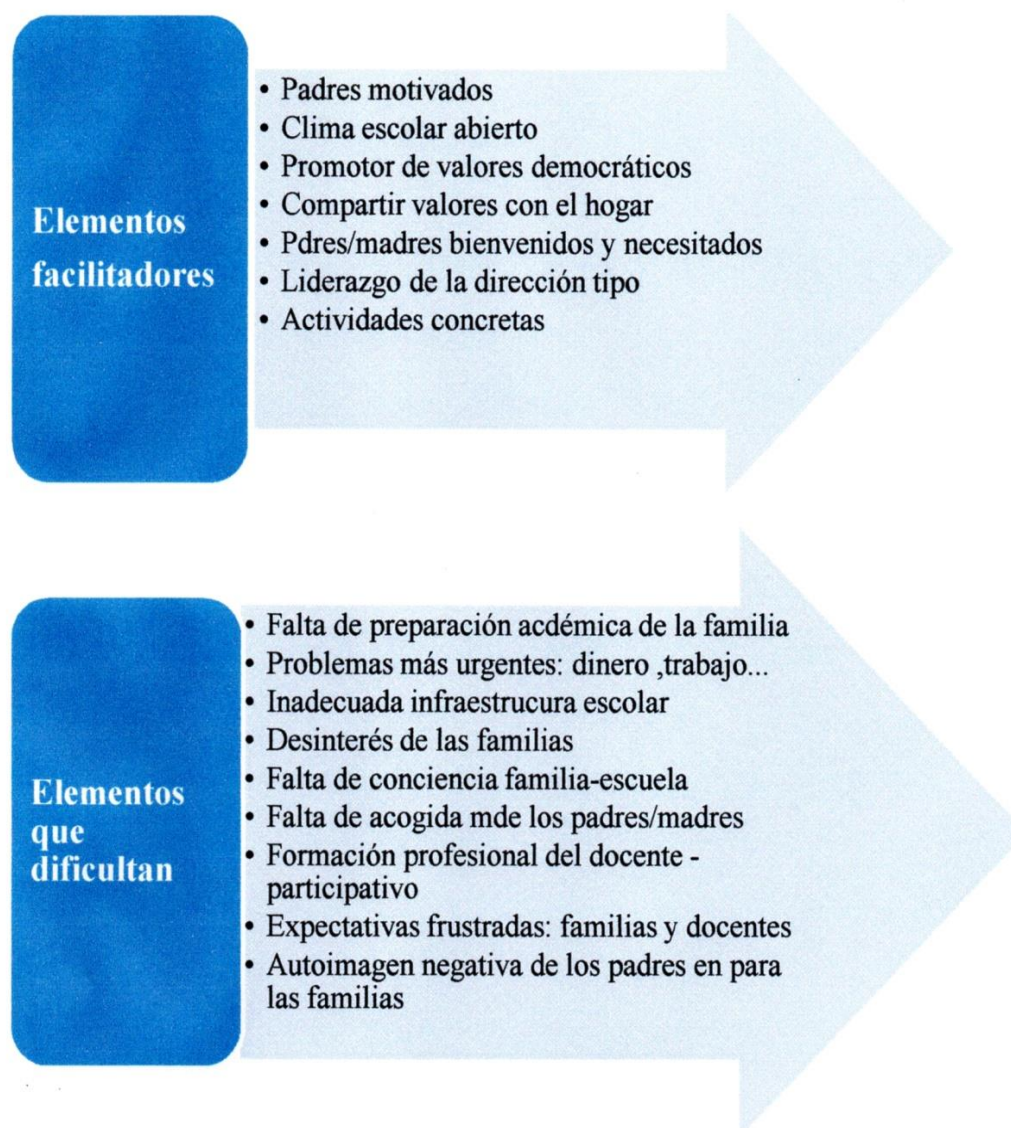 Elementos
facilitadores
• Padres motivados
• Clima escolar abierto
• Promotor de valores democráticos
• Compartir valores con el hogar
• Pdres/madres bienvenidos y necesitados
• Liderazgo de la dirección tipo
• Actividades concretas
Elementos
que
dificultan
• Falta de preparación acdémica de la familia
• Problemas más urgentes: dinero ,trabajo...
• Inadecuada infraestrucura escolar
• Desinterés de las familias
• Falta de conciencia familia-escuela
• Falta de acogida mde los padres/madres
• Formación profesional del docente -
participativo
• Expectativas frustradas: familias y docentes
• Autoimagen negativa de los padres en para
las familias